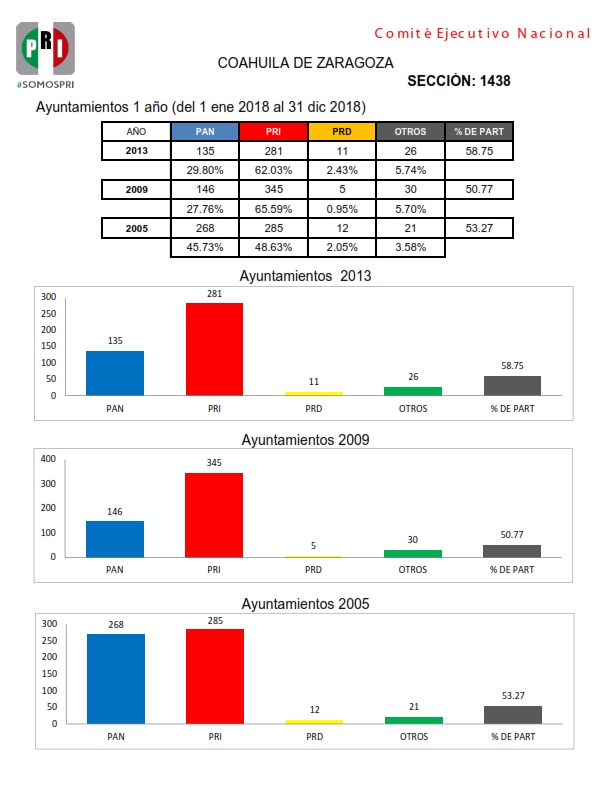 PRI
#SOMOSPRI
Comité Ejecutivo Nacional
COAHUILA DE ZARAGOZA
SECCIÓN: 1438
Ayuntamientos 1 año (del 1 ene 2018 al 31 dic 2018)
AÑO PAN PRI PRD OTROS % DE PART
2013 135 281 11 26 58.75
29.80% 62.03% 2.43% 5.74%
2009 146 345 5 30 50.77
27.76% 65.59% 0.95% 5.70%
2005 268 285 12 21 53.27
45.73% 48.63% 2.05% 3.58%
Ayuntamientos 2013
300
250
200
150
100
50
0
135 281 11 26 58.75
PAN PRI PRD OTROS % DE PART
Ayuntamientos 2009
400
300
200
100
0
146 345 5 30 50.77
PAN PRI PRD OTROS % DE PART
Ayuntamientos 2005
300
250
200
150
100
50
0
268 285 12 21 53.27
PAN PRI PRD OTROS % DE PART